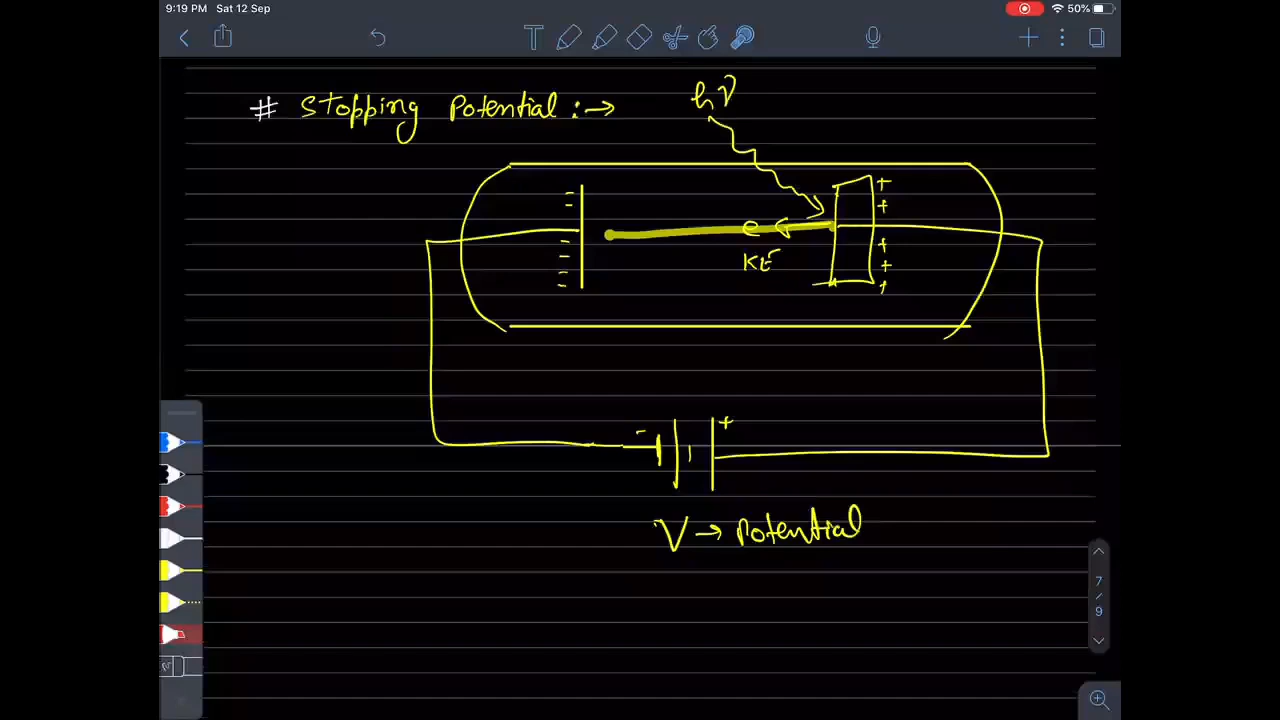 9:19 PM Sat 12 Sep
50%
# Stopping Potential :→
hν
e
KE
V → Potential
7
/
9